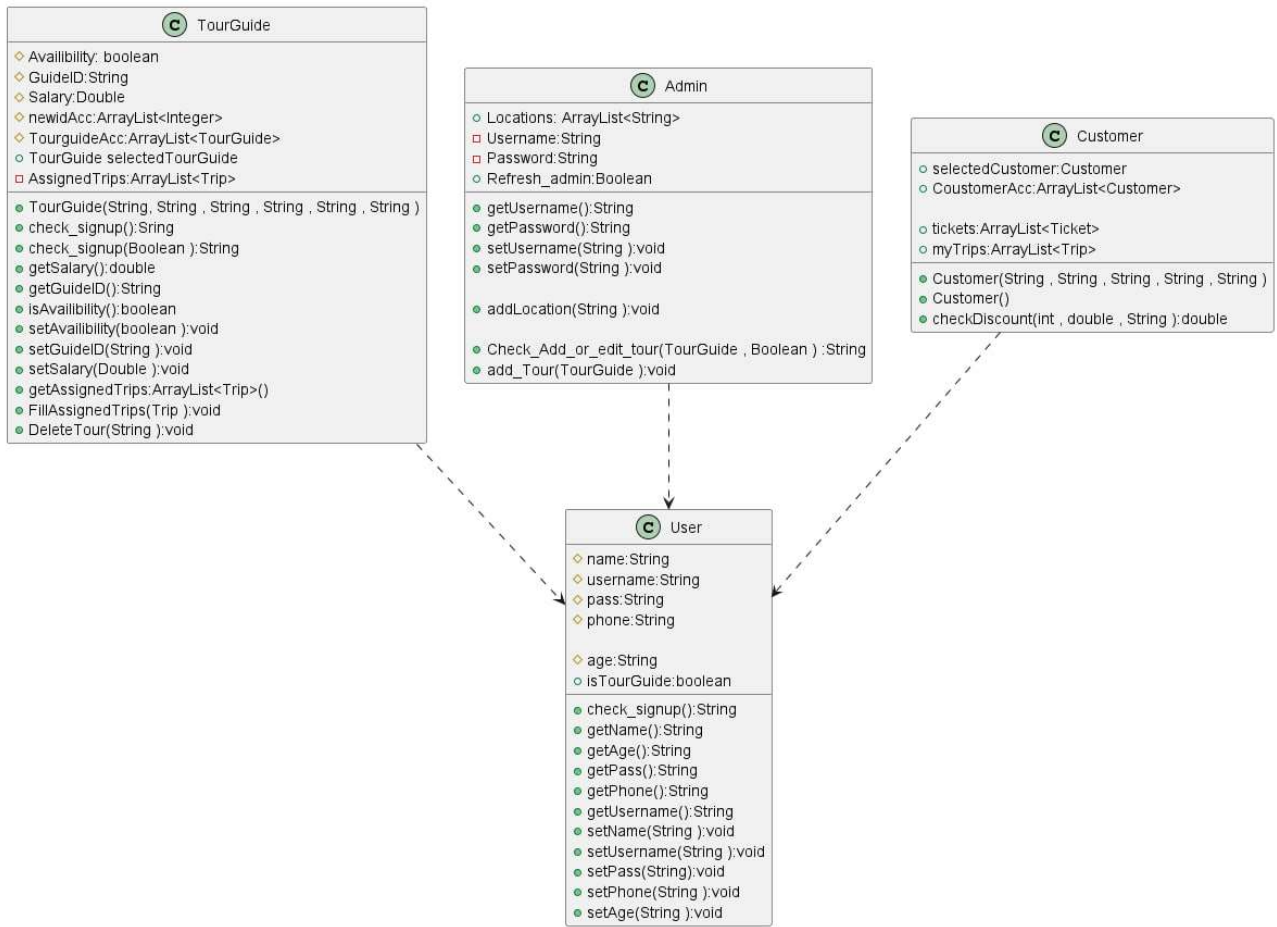 C TourGuide
Availibility: boolean
GuideID:String
Salary:Double
newidAcc:ArrayList<Integer>
TourguideAcc:ArrayList<TourGuide>
TourGuide selectedTourGuide
AssignedTrips:ArrayList<Trip>
TourGuide(String, String , String , String , String , String )
check_signup():Sring
check_signup(Boolean ):String
getSalary():double
getGuideID():String
isAvailibility():boolean
setAvailibility(boolean ):void
setGuideID(String ):void
setSalary(Double ):void
getAssignedTrips:ArrayList<Trip>()
FillAssignedTrips(Trip ):void
DeleteTour(String ):void
C Admin
Locations: ArrayList<String>
Username:String
Password:String
Refresh_admin:Boolean
getUsername():String
getPassword():String
setUsername(String ):void
setPassword(String ):void
addLocation(String ):void
Check_Add_or_edit_tour(TourGuide , Boolean ) :String
add_Tour(TourGuide ):void
C Customer
selectedCustomer:Customer
CoustomerAcc:ArrayList<Customer>
tickets:ArrayList<Ticket>
myTrips:ArrayList<Trip>
Customer(String , String , String , String , String )
Customer()
checkDiscount(int , double , String ):double
C User
name:String
username:String
pass:String
phone:String
age:String
isTourGuide:boolean
check_signup():String
getName():String
getAge():String
getPass():String
getPhone():String
getUsername():String
setName(String ):void
setUsername(String ):void
setPass(String):void
setPhone(String ):void
setAge(String ):void